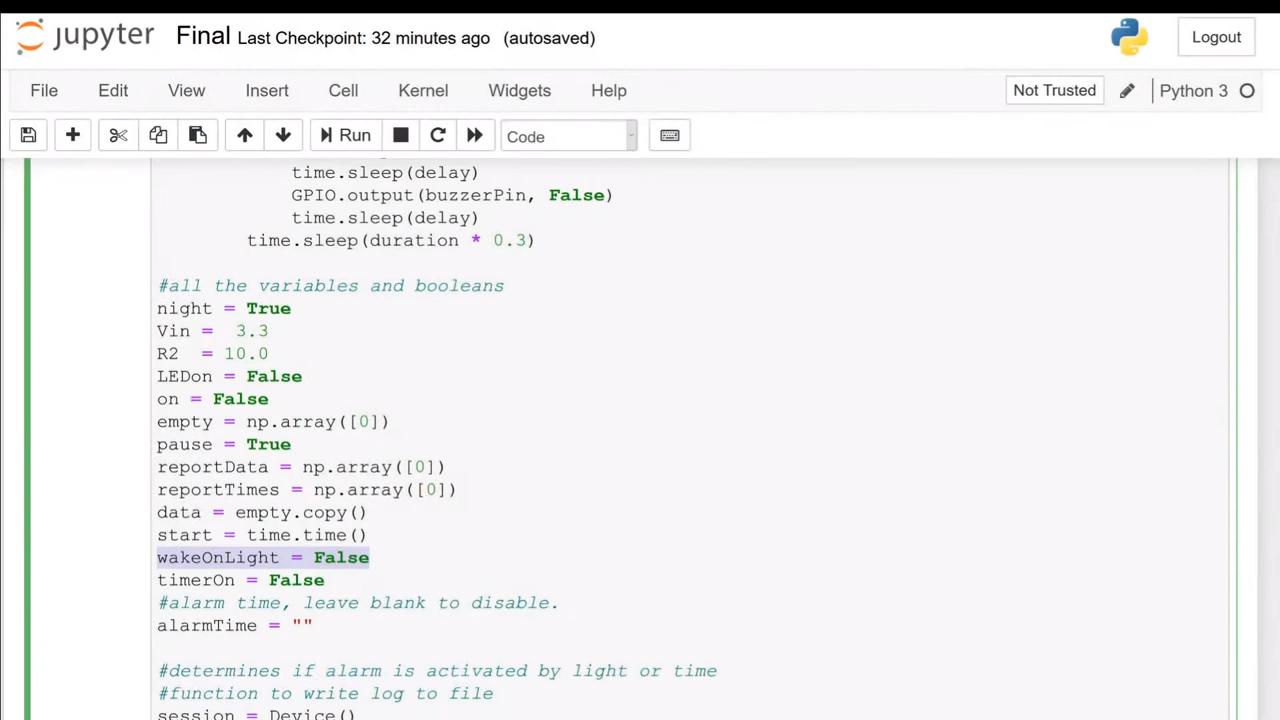 jupyter Final Last Checkpoint: 32 minutes ago (autosaved) Logout
File Edit View Insert Cell Kernel Widgets Help Not Trusted Python 3
Run Code
time.sleep(delay)
GPIO.output(buzzerPin, False)
time.sleep(delay)
time.sleep(duration * 0.3)
#all the variables and booleans
night = True
Vin =  3.3
R2  = 10.0
LEDon = False
on = False
empty = np.array([0])
pause = True
reportData = np.array([0])
reportTimes = np.array([0])
data = empty.copy()
start = time.time()
wakeOnLight = False
timerOn = False
#alarm time, leave blank to disable.
alarmTime = ""
#determines if alarm is activated by light or time
#function to write log to file
session = Device()